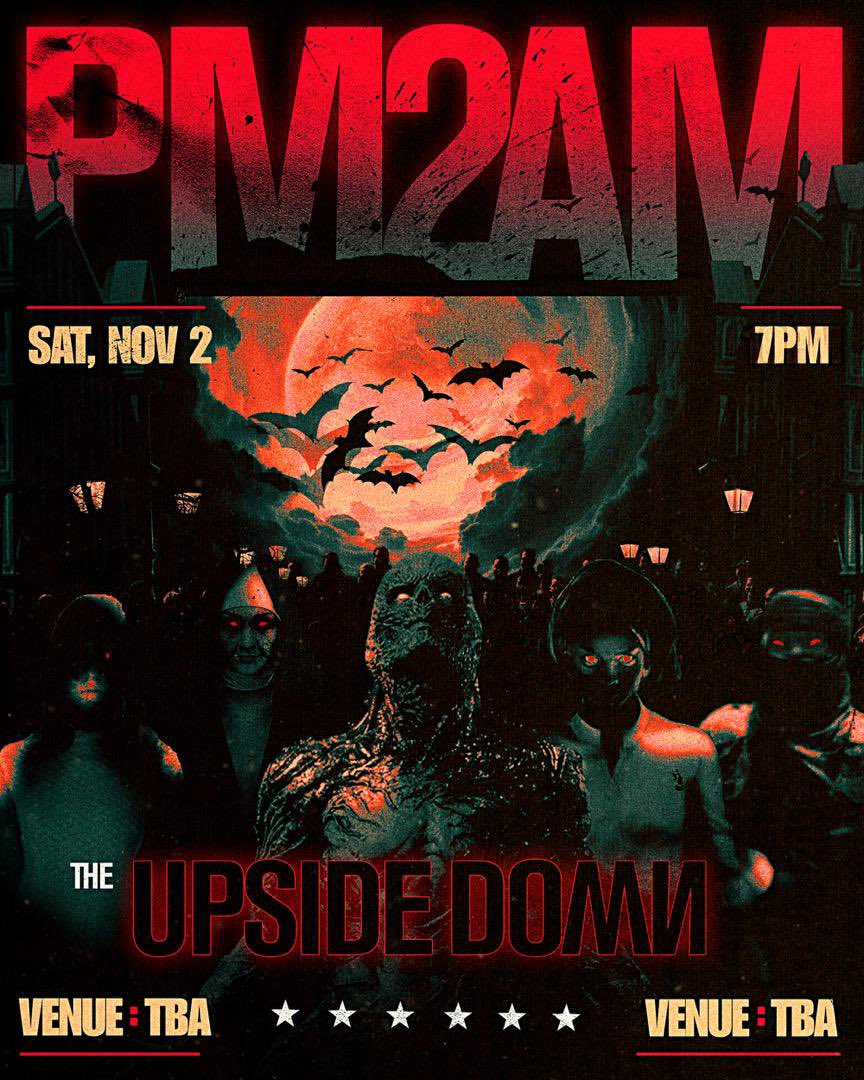 PM2AM
SAT, NOV 2
7PM
THE UPSIDE DOWN
VENUE : TBA
VENUE : TBA